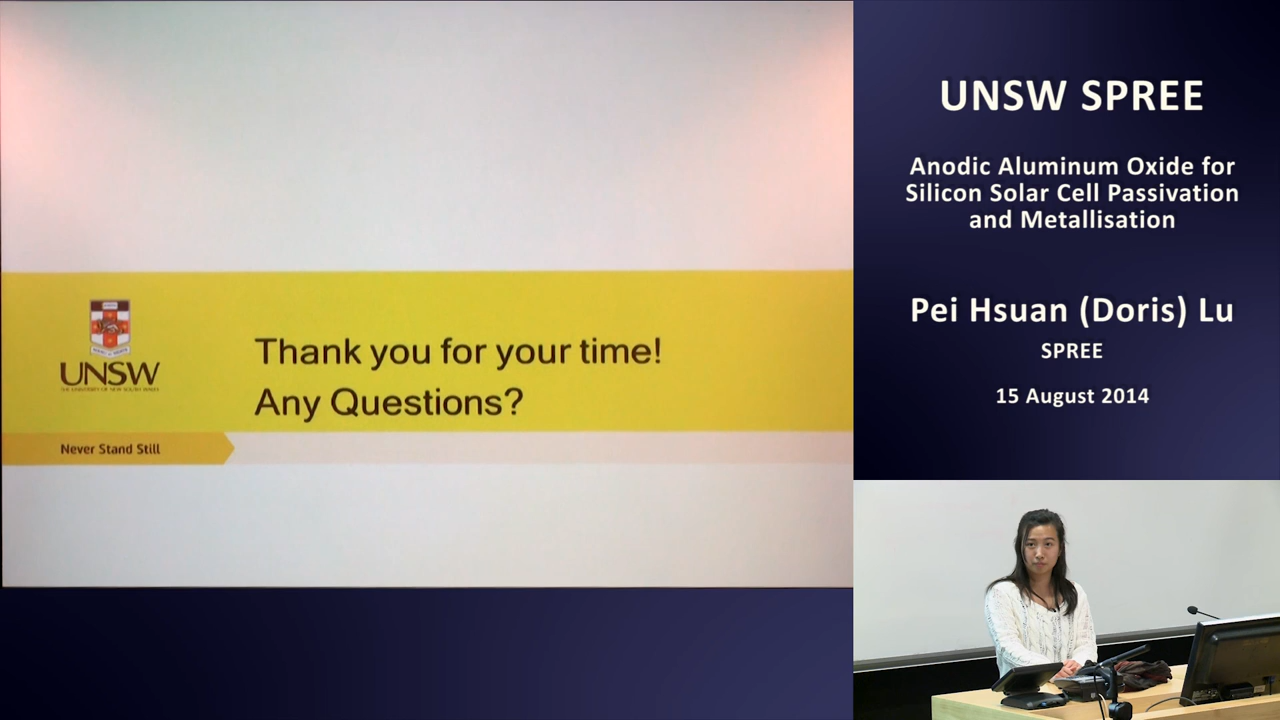 UNSW
Thank you for your time!
Any Questions?
Never Stand Still
UNSW SPREE
Anodic Aluminum Oxide for
Silicon Solar Cell Passivation
and Metallisation
Pei Hsuan (Doris) Lu
SPREE
15 August 2014